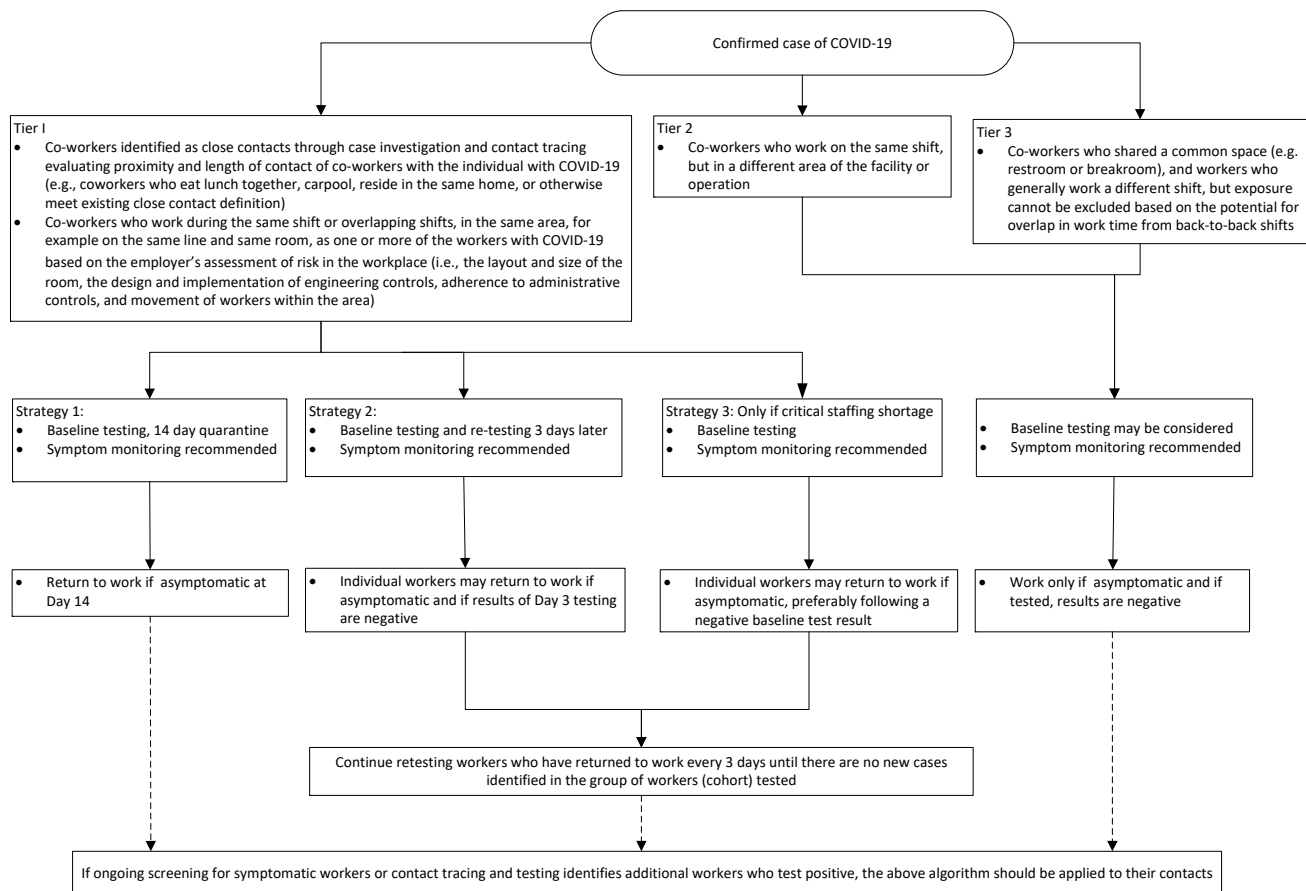 Confirmed case of COVID-19
Tier I
• Co-workers identified as close contacts through case investigation and contact tracing
evaluating proximity and length of contact of co-workers with the individual with COVID-19
(e.g., coworkers who eat lunch together, carpool, reside in the same home, or otherwise
meet existing close contact definition)
• Co-workers who work during the same shift or overlapping shifts, in the same area, for
example on the same line and same room, as one or more of the workers with COVID-19
based on the employer's assessment of risk in the workplace (i.e., the layout and size of the
room, the design and implementation of engineering controls, adherence to administrative
controls, and movement of workers within the area)
Tier 2
• Co-workers who work on the same shift,
but in a different area of the facility or
operation
Tier 3
• Co-workers who shared a common space (e.g.
restroom or breakroom), and workers who
generally work a different shift, but exposure
cannot be excluded based on the potential for
overlap in work time from back-to-back shifts
Strategy 1:
• Baseline testing, 14 day quarantine
• Symptom monitoring recommended
Strategy 2:
• Baseline testing and re-testing 3 days later
• Symptom monitoring recommended
Strategy 3: Only if critical staffing shortage
• Baseline testing
• Symptom monitoring recommended
• Baseline testing may be considered
• Symptom monitoring recommended
• Return to work if asymptomatic at
Day 14
• Individual workers may return to work if
asymptomatic and if results of Day 3 testing
are negative
• Individual workers may return to work if
asymptomatic, preferably following a
negative baseline test result
• Work only if asymptomatic and if
tested, results are negative
Continue retesting workers who have returned to work every 3 days until there are no new cases
identified in the group of workers (cohort) tested
If ongoing screening for symptomatic workers or contact tracing and testing identifies additional workers who test positive, the above algorithm should be applied to their contacts